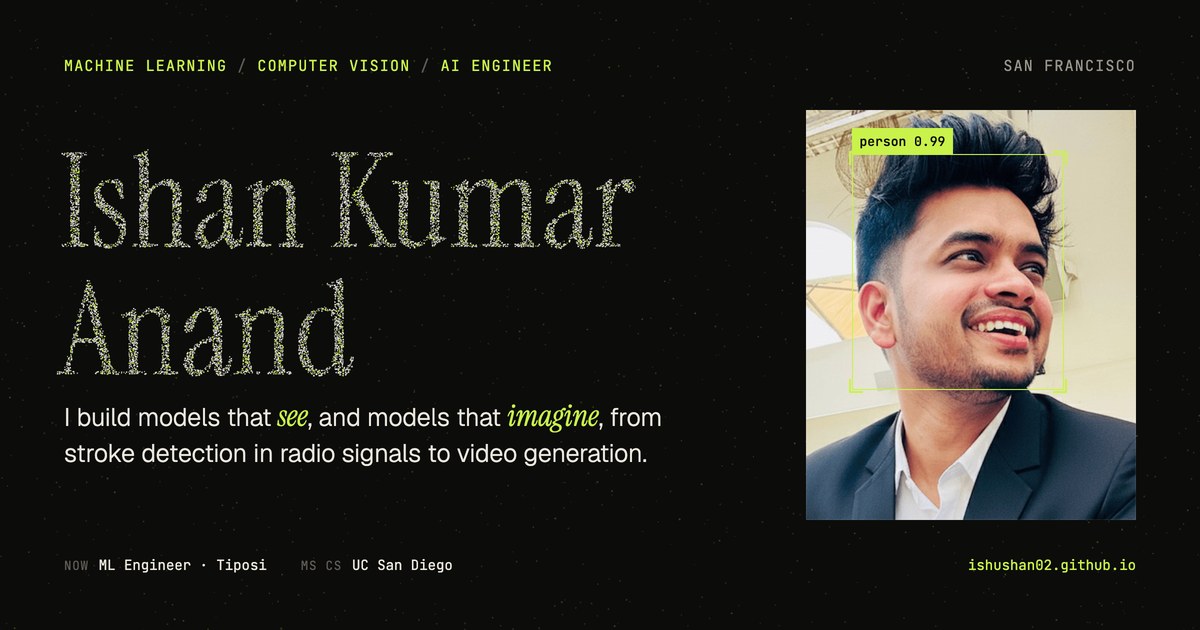 MACHINE LEARNING / COMPUTER VISION / AI ENGINEER
SAN FRANCISCO
person 0.99
Ishan Kumar
Anand
I build models that see, and models that imagine, from
stroke detection in radio signals to video generation.
NOW ML Engineer · Tiposi MS CS UC San Diego
ishushan02.github.io